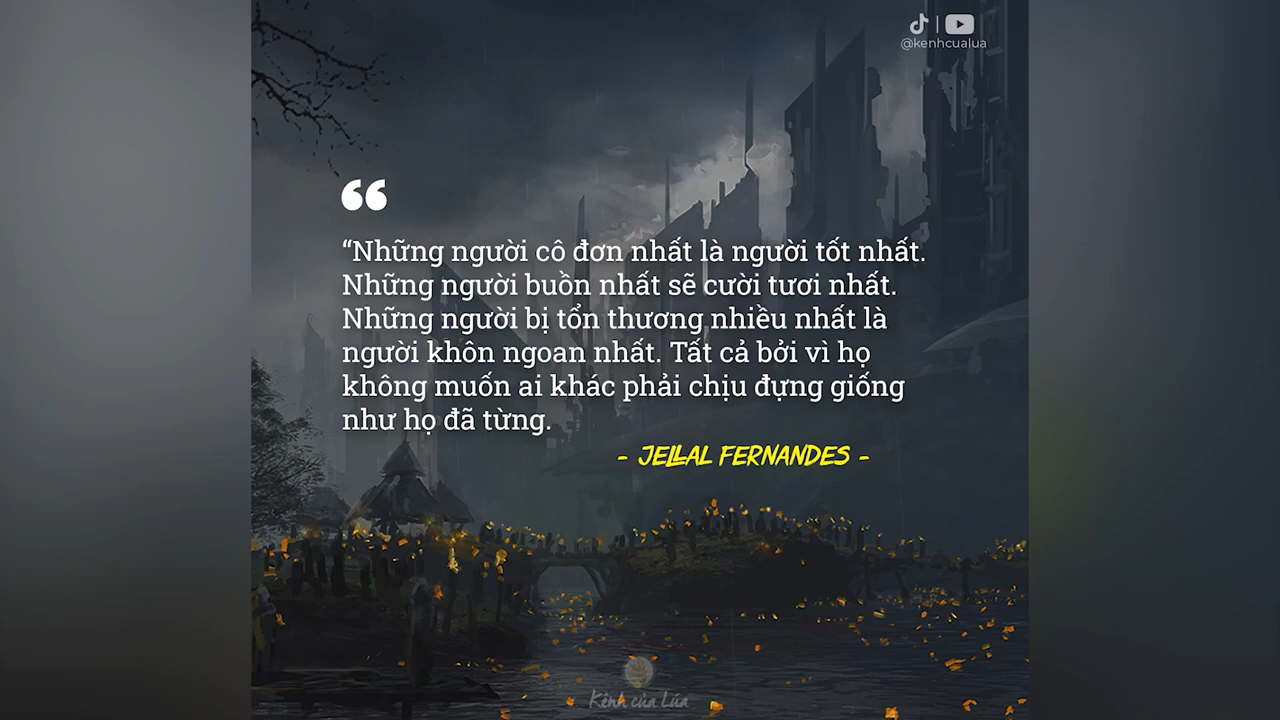 @kenhcualua
“Những người cô đơn nhất là người tốt nhất.
Những người buồn nhất sẽ cười tươi nhất.
Những người bị tổn thương nhiều nhất là
người khôn ngoan nhất. Tất cả bởi vì họ
không muốn ai khác phải chịu đựng giống
như họ đã từng.
- JELLAL FERNANDES -
Kênh của Lúa